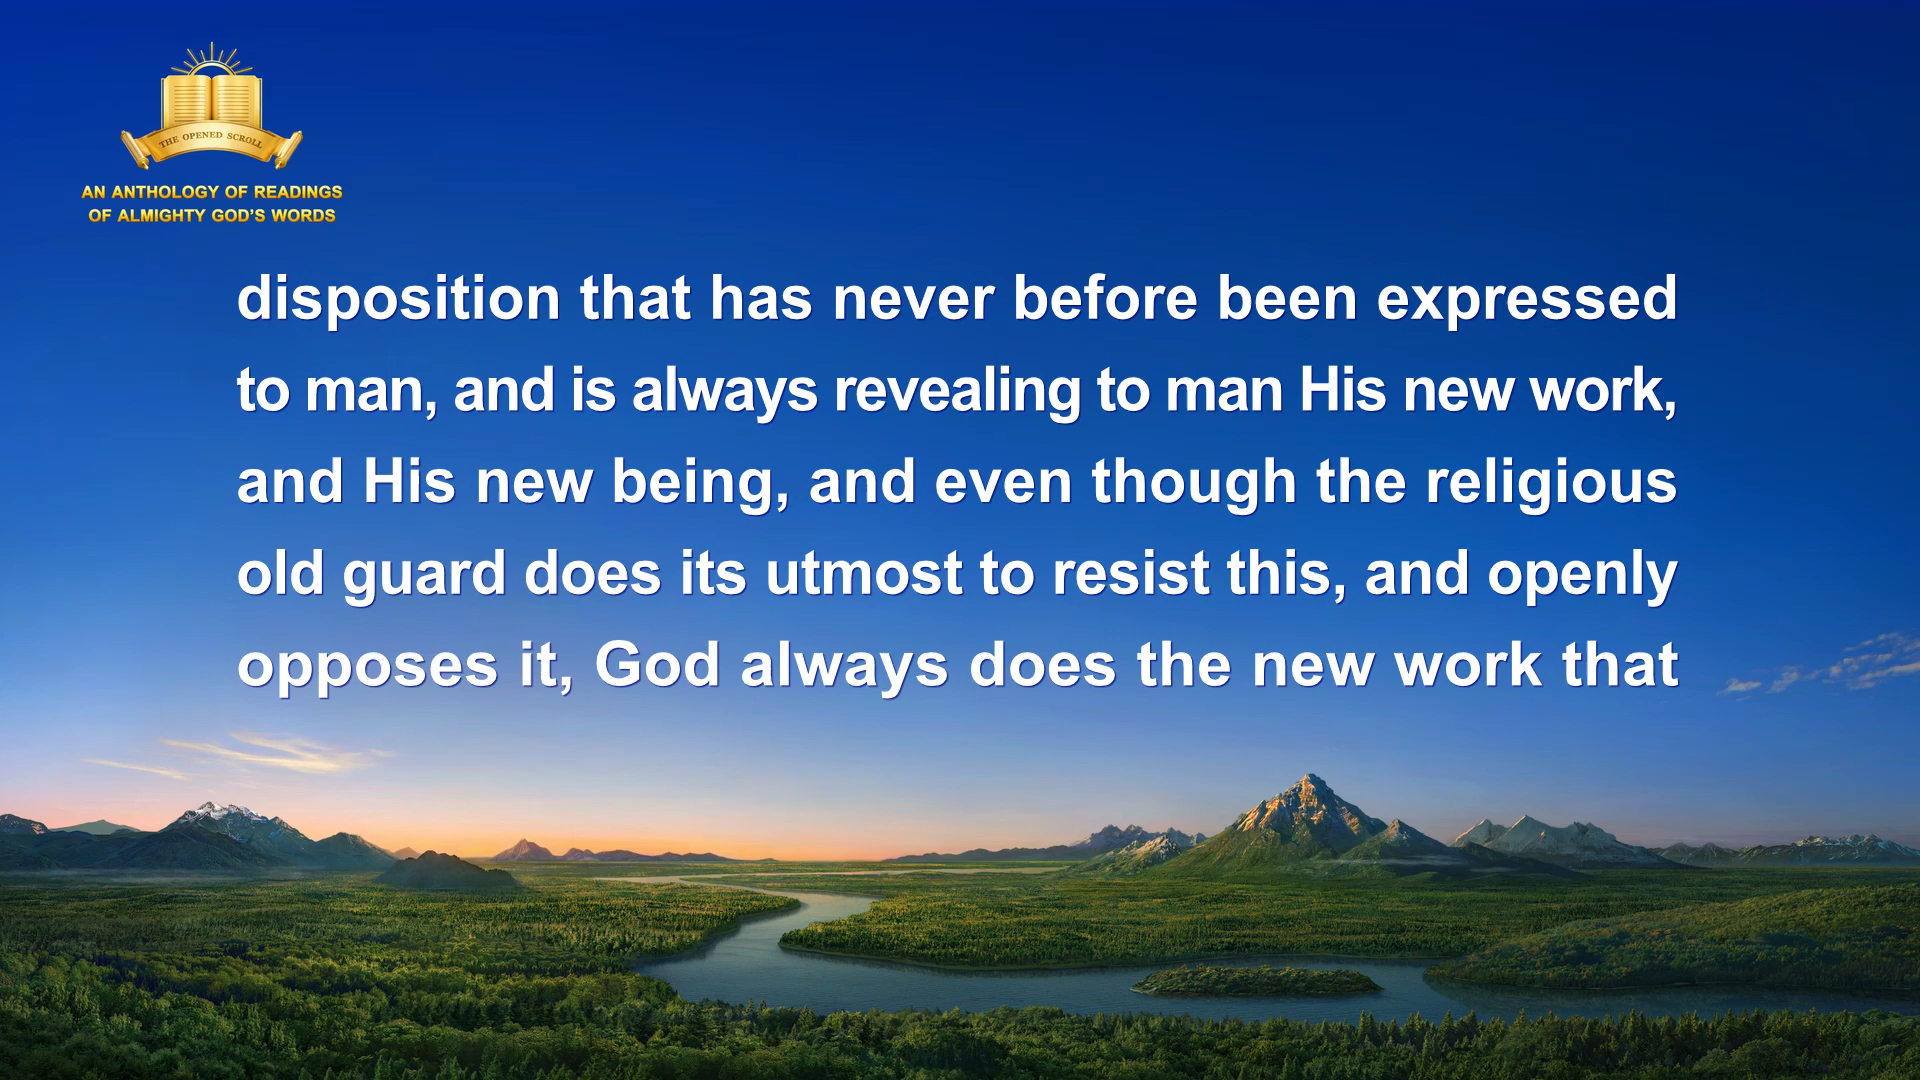 THE OPENED SCROLL
AN ANTHOLOGY OF READINGS
OF ALMIGHTY GOD'S WORDS
disposition that has never before been expressed
to man, and is always revealing to man His new work,
and His new being, and even though the religious
old guard does its utmost to resist this, and openly
opposes it, God always does the new work that